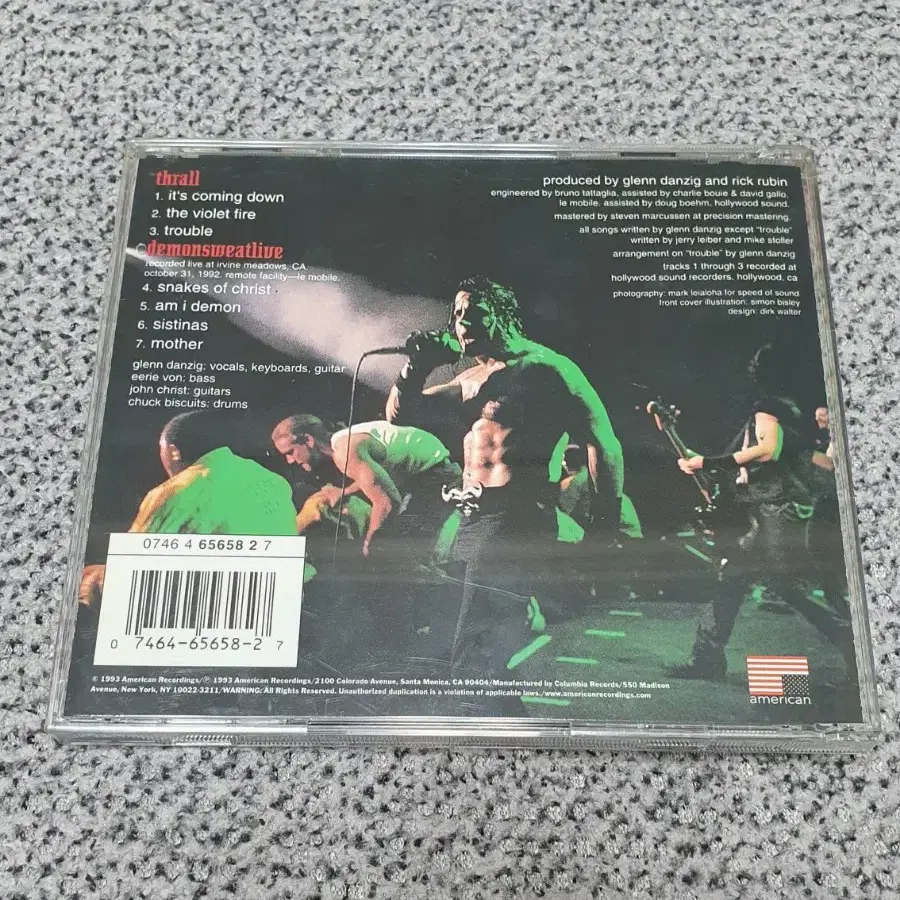 thrall
1. it's coming down
2. the violet fire
3. trouble
demonsweatlive
recorded live at irvine meadows, CA
october 31, 1992. remote facility—le mobile.
4. snakes of christ
5. am i demon
6. sistinas
7. mother
glenn danzig: vocals, keyboards, guitar
eerie von: bass
john christ: guitars
chuck biscuits: drums
produced by glenn danzig and rick rubin
engineered by bruno tattaglia, assisted by charlie bouie & david gallo,
le mobile. assisted by doug boehm, hollywood sound.
mastered by steven marcussen at precision mastering.
all songs written by glenn danzig except "trouble"
written by jerry leiber and mike stoller
arrangement on "trouble" by glenn danzig
tracks 1 through 3 recorded at
hollywood sound recorders, hollywood, ca
photography: mark leialoha for speed of sound
front cover illustration: simon bisley
design: dirk walter
0746 4 65658 2 7
0 7464-65658-2 7
© 1993 American Recordings/℗ 1993 American Recordings/2100 Colorado Avenue, Santa Monica, CA 90404/Manufactured by Columbia Records/550 Madison
Avenue, New York, NY 10022-3211/WARNING: All Rights Reserved. Unauthorized duplication is a violation of applicable laws./www.americanrecordings.com
american